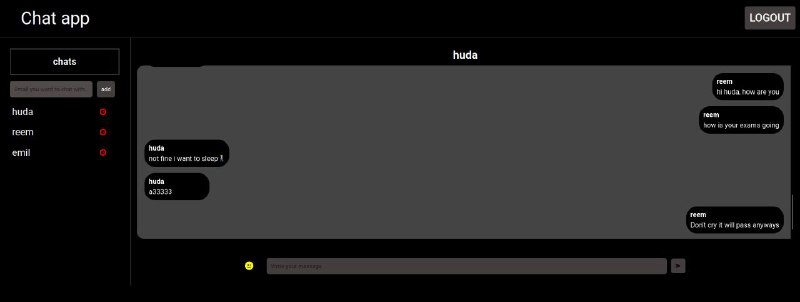 Chat app
LOGOUT
chats
Email you want to chat with...
add
huda
reem
emil
huda
reem
hi huda, how are you
reem
how is your exams going
huda
not fine i want to sleep
huda
a33333
reem
Don't cry it will pass anyways
Write your message